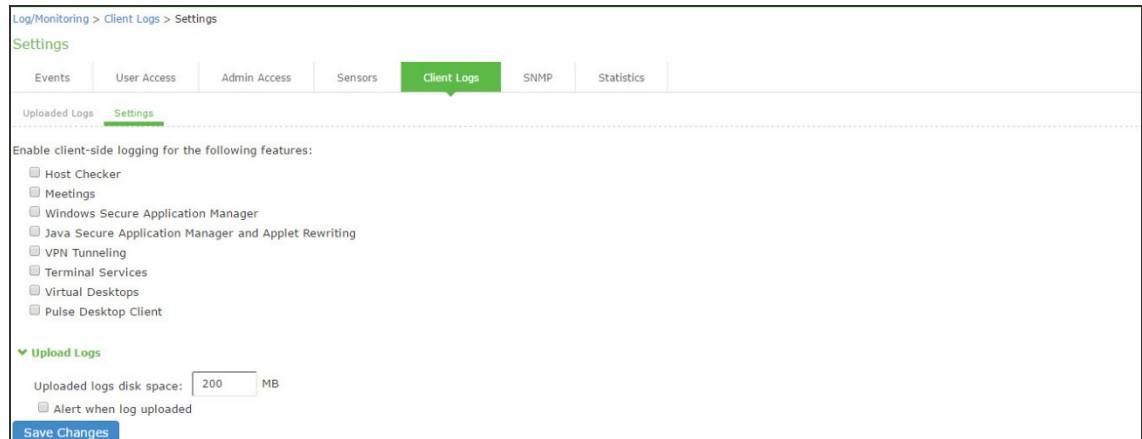 Log/Monitoring > Client Logs > Settings
Settings
Events User Access Admin Access Sensors Client Logs SNMP Statistics
Uploaded Logs Settings
Enable client-side logging for the following features:
Host Checker
Meetings
Windows Secure Application Manager
Java Secure Application Manager and Applet Rewriting
VPN Tunneling
Terminal Services
Virtual Desktops
Pulse Desktop Client
Upload Logs
Uploaded logs disk space: 200 MB
Alert when log uploaded
Save Changes